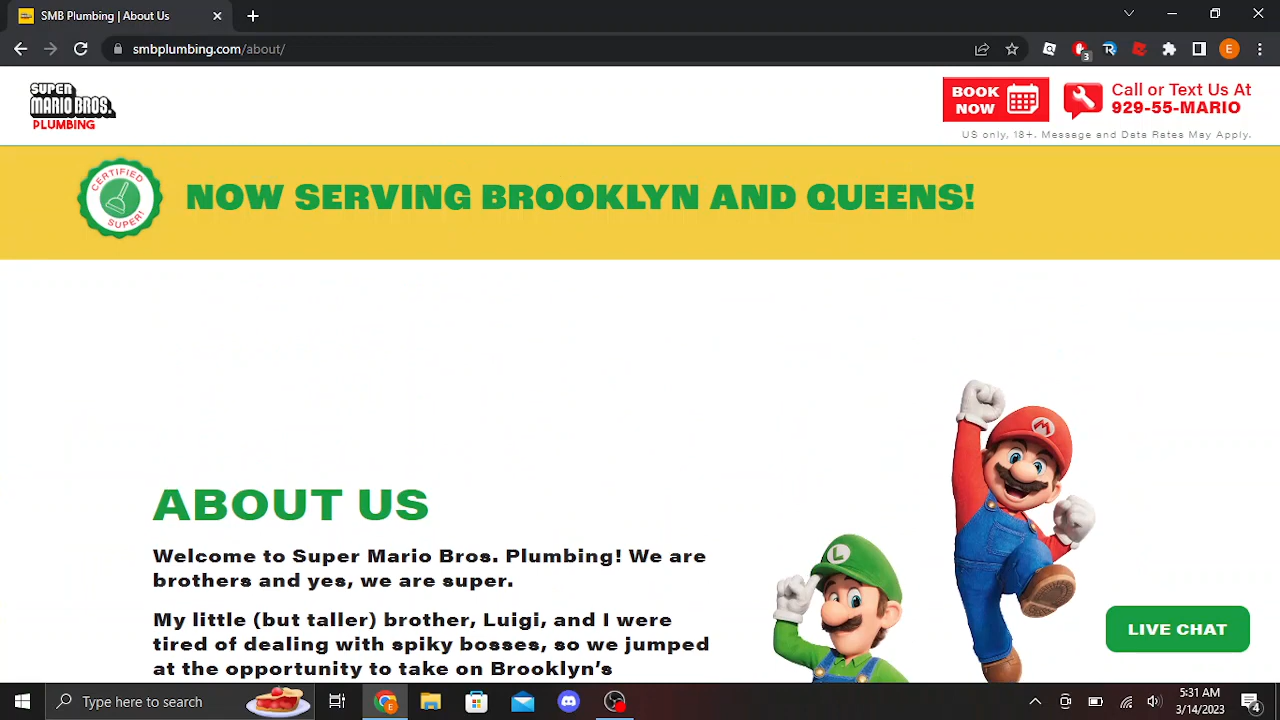 SMB Plumbing | About Us
smbplumbing.com/about/
3
E
SUPER
MARIO BROS.
PLUMBING
BOOK
NOW
Call or Text Us At
929-55-MARIO
US only, 18+. Message and Data Rates May Apply.
CERTIFIED
SUPER!
NOW SERVING BROOKLYN AND QUEENS!
M
L
ABOUT US
Welcome to Super Mario Bros. Plumbing! We are
brothers and yes, we are super.
My little (but taller) brother, Luigi, and I were
tired of dealing with spiky bosses, so we jumped
at the opportunity to take on Brooklyn's
LIVE CHAT
Type here to search
E
5:31 AM
3/14/2023
4